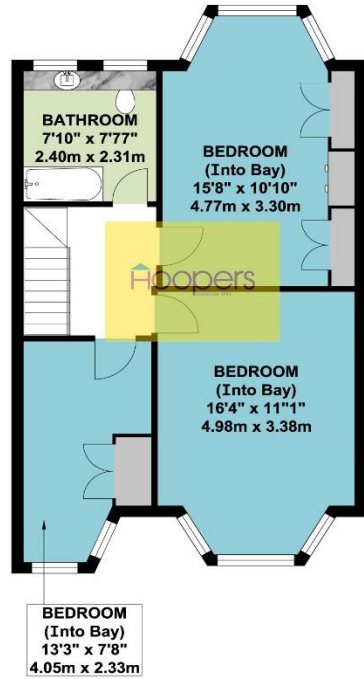 BATHROOM
7'10" x 7'77"
2.40m x 2.31m
BEDROOM
(Into Bay)
15'8" x 10'10"
4.77m x 3.30m
Hoopers
BEDROOM
(Into Bay)
16'4" x 11"1"
4.98m x 3.38m
BEDROOM
(Into Bay)
13'3" x 7'8"
4.05m x 2.33m